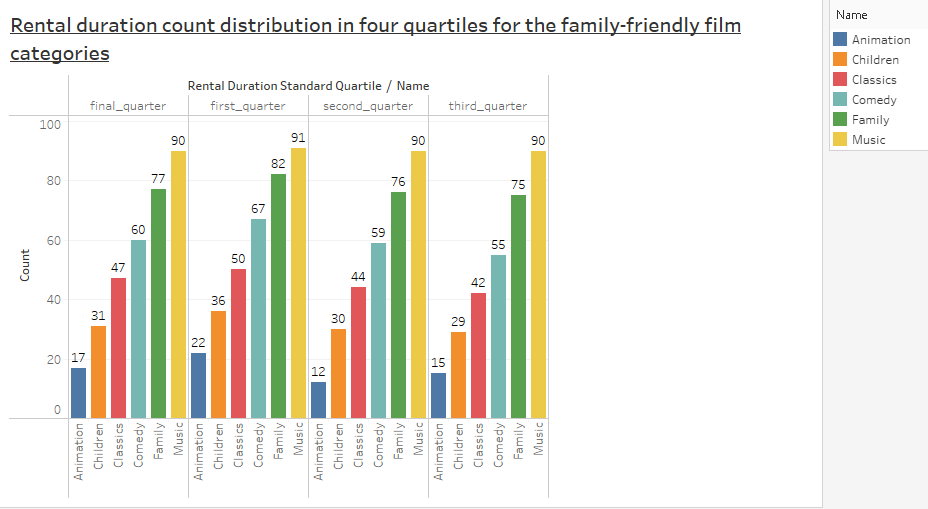 Rental duration count distribution in four quartiles for the family-friendly film
categories
Rental Duration Standard Quartile / Name
final_quarter first_quarter second_quarter third_quarter
Count
100
80
60
40
20
0
17 31 47 60 77 90
22 36 50 67 82 91
12 30 44 59 76 90
15 29 42 55 75 90
Animation Children Classics Comedy Family Music
Animation Children Classics Comedy Family Music
Animation Children Classics Comedy Family Music
Animation Children Classics Comedy Family Music
Name
Animation
Children
Classics
Comedy
Family
Music